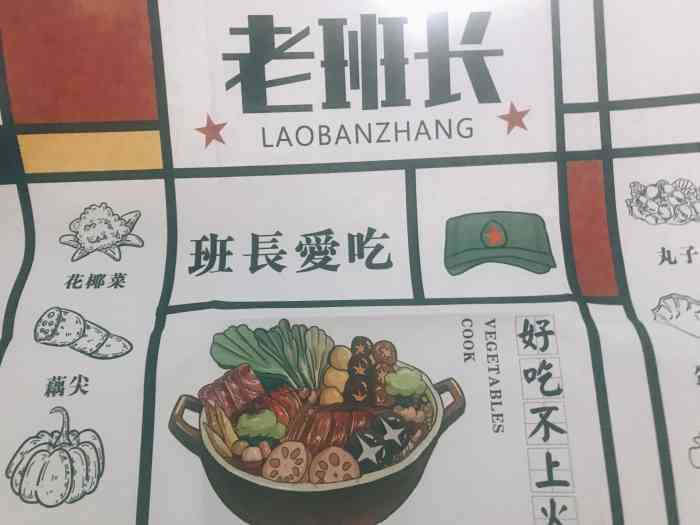 老班长
LAOBANZHANG
班長愛吃
花椰菜
藕尖
VEGETABLES
COOK
好吃不上火
丸子